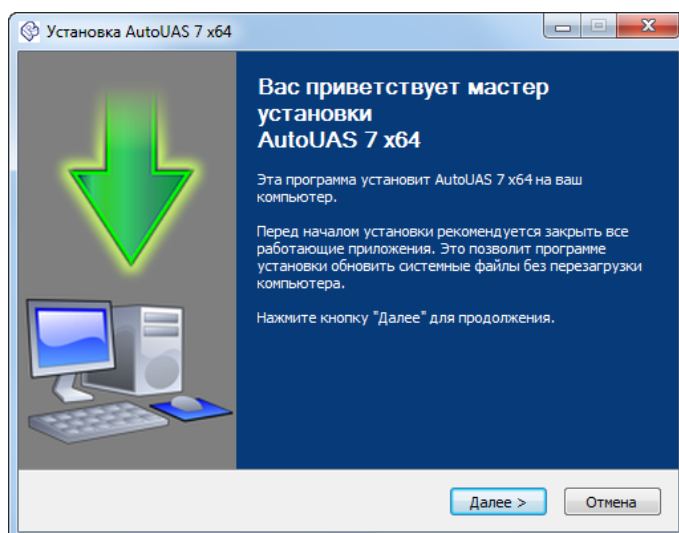 Установка AutoUAS 7 x64
Вас приветствует мастер
установки
AutoUAS 7 x64
Эта программа установит AutoUAS 7 x64 на ваш
компьютер.
Перед началом установки рекомендуется закрыть все
работающие приложения. Это позволит программе
установки обновить системные файлы без перезагрузки
компьютера.
Нажмите кнопку "Далее" для продолжения.
Далее >
Отмена